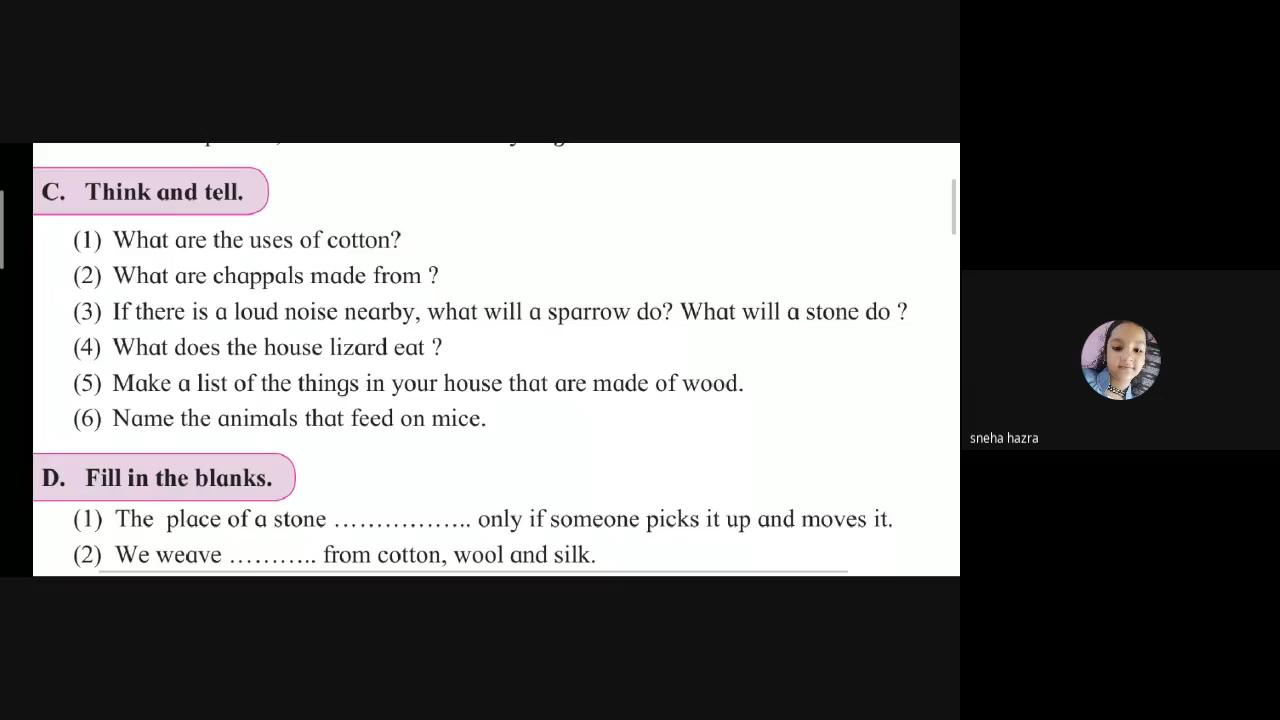 C. Think and tell.
(1) What are the uses of cotton?
(2) What are chappals made from ?
(3) If there is a loud noise nearby, what will a sparrow do? What will a stone do ?
(4) What does the house lizard eat ?
(5) Make a list of the things in your house that are made of wood.
(6) Name the animals that feed on mice.
D. Fill in the blanks.
(1) The place of a stone ................. only if someone picks it up and moves it.
(2) We weave ........... from cotton, wool and silk.
sneha hazra